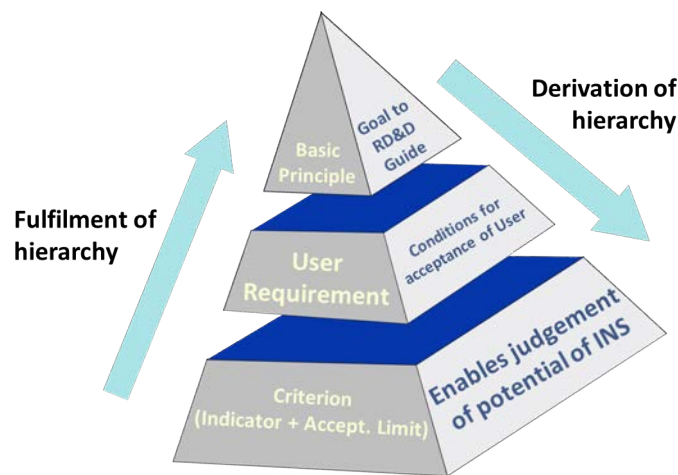 Derivation of
hierarchy
Goal to
RD&D
Guide
Basic
Principle
Fulfilment of
hierarchy
Conditions for
acceptance of User
User
Requirement
Enables judgement
of potential of INS
Criterion
(Indicator + Accept. Limit)